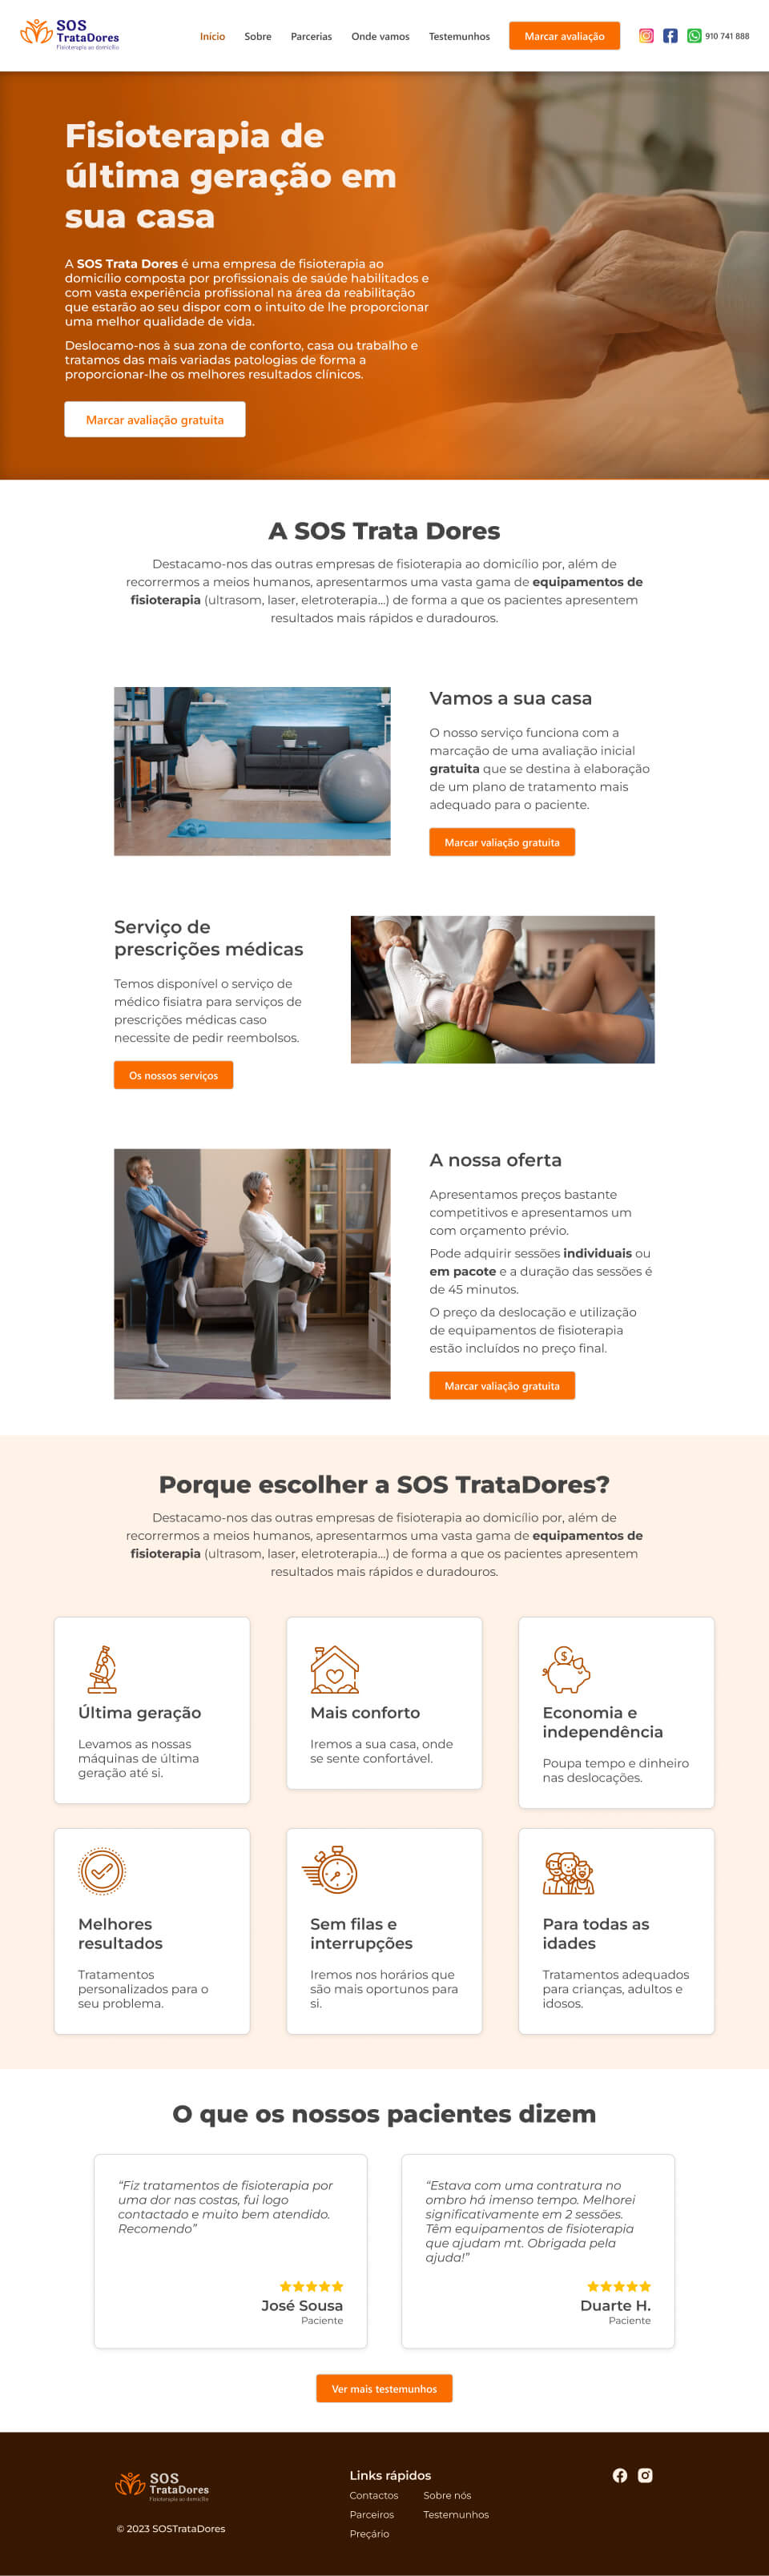 SOS
TrataDores
Fisioterapia ao domicílio
Início Sobre Parcerias Onde vamos Testemunhos Marcar avaliação 910 741 888
Fisioterapia de
última geração em
sua casa
A SOS Trata Dores é uma empresa de fisioterapia ao
domicílio composta por profissionais de saúde habilitados e
com vasta experiência profissional na área da reabilitação
que estarão ao seu dispor com o intuito de lhe proporcionar
uma melhor qualidade de vida.
Deslocamo-nos à sua zona de conforto, casa ou trabalho e
tratamos das mais variadas patologias de forma a
proporcionar-lhe os melhores resultados clínicos.
Marcar avaliação gratuita
A SOS Trata Dores
Destacamo-nos das outras empresas de fisioterapia ao domicílio por, além de
recorrermos a meios humanos, apresentarmos uma vasta gama de equipamentos de
fisioterapia (ultrasom, laser, eletroterapia...) de forma a que os pacientes apresentem
resultados mais rápidos e duradouros.
Vamos a sua casa
O nosso serviço funciona com a
marcação de uma avaliação inicial
gratuita que se destina à elaboração
de um plano de tratamento mais
adequado para o paciente.
Marcar valiação gratuita
Serviço de
prescrições médicas
Temos disponível o serviço de
médico fisiatra para serviços de
prescrições médicas caso
necessite de pedir reembolsos.
Os nossos serviços
A nossa oferta
Apresentamos preços bastante
competitivos e apresentamos um
com orçamento prévio.
Pode adquirir sessões individuais ou
em pacote e a duração das sessões é
de 45 minutos.
O preço da deslocação e utilização
de equipamentos de fisioterapia
estão incluídos no preço final.
Marcar valiação gratuita
Porque escolher a SOS TrataDores?
Destacamo-nos das outras empresas de fisioterapia ao domicílio por, além de
recorrermos a meios humanos, apresentarmos uma vasta gama de equipamentos de
fisioterapia (ultrasom, laser, eletroterapia...) de forma a que os pacientes apresentem
resultados mais rápidos e duradouros.
Última geração
Levamos as nossas
máquinas de última
geração até si.
Mais conforto
Iremos a sua casa, onde
se sente confortável.
Economia e
independência
Poupa tempo e dinheiro
nas deslocações.
Melhores
resultados
Tratamentos
personalizados para o
seu problema.
Sem filas e
interrupções
Iremos nos horários que
são mais oportunos para
si.
Para todas as
idades
Tratamentos adequados
para crianças, adultos e
idosos.
O que os nossos pacientes dizem
“Fiz tratamentos de fisioterapia por
uma dor nas costas, fui logo
contactado e muito bem atendido.
Recomendo”
José Sousa
Paciente
“Estava com uma contratura no
ombro há imenso tempo. Melhorei
significativamente em 2 sessões.
Têm equipamentos de fisioterapia
que ajudam mt. Obrigada pela
ajuda!”
Duarte H.
Paciente
Ver mais testemunhos
SOS
TrataDores
Fisioterapia ao domicílio
© 2023 SOSTrataDores
Links rápidos
Contactos Sobre nós
Parceiros Testemunhos
Preçário